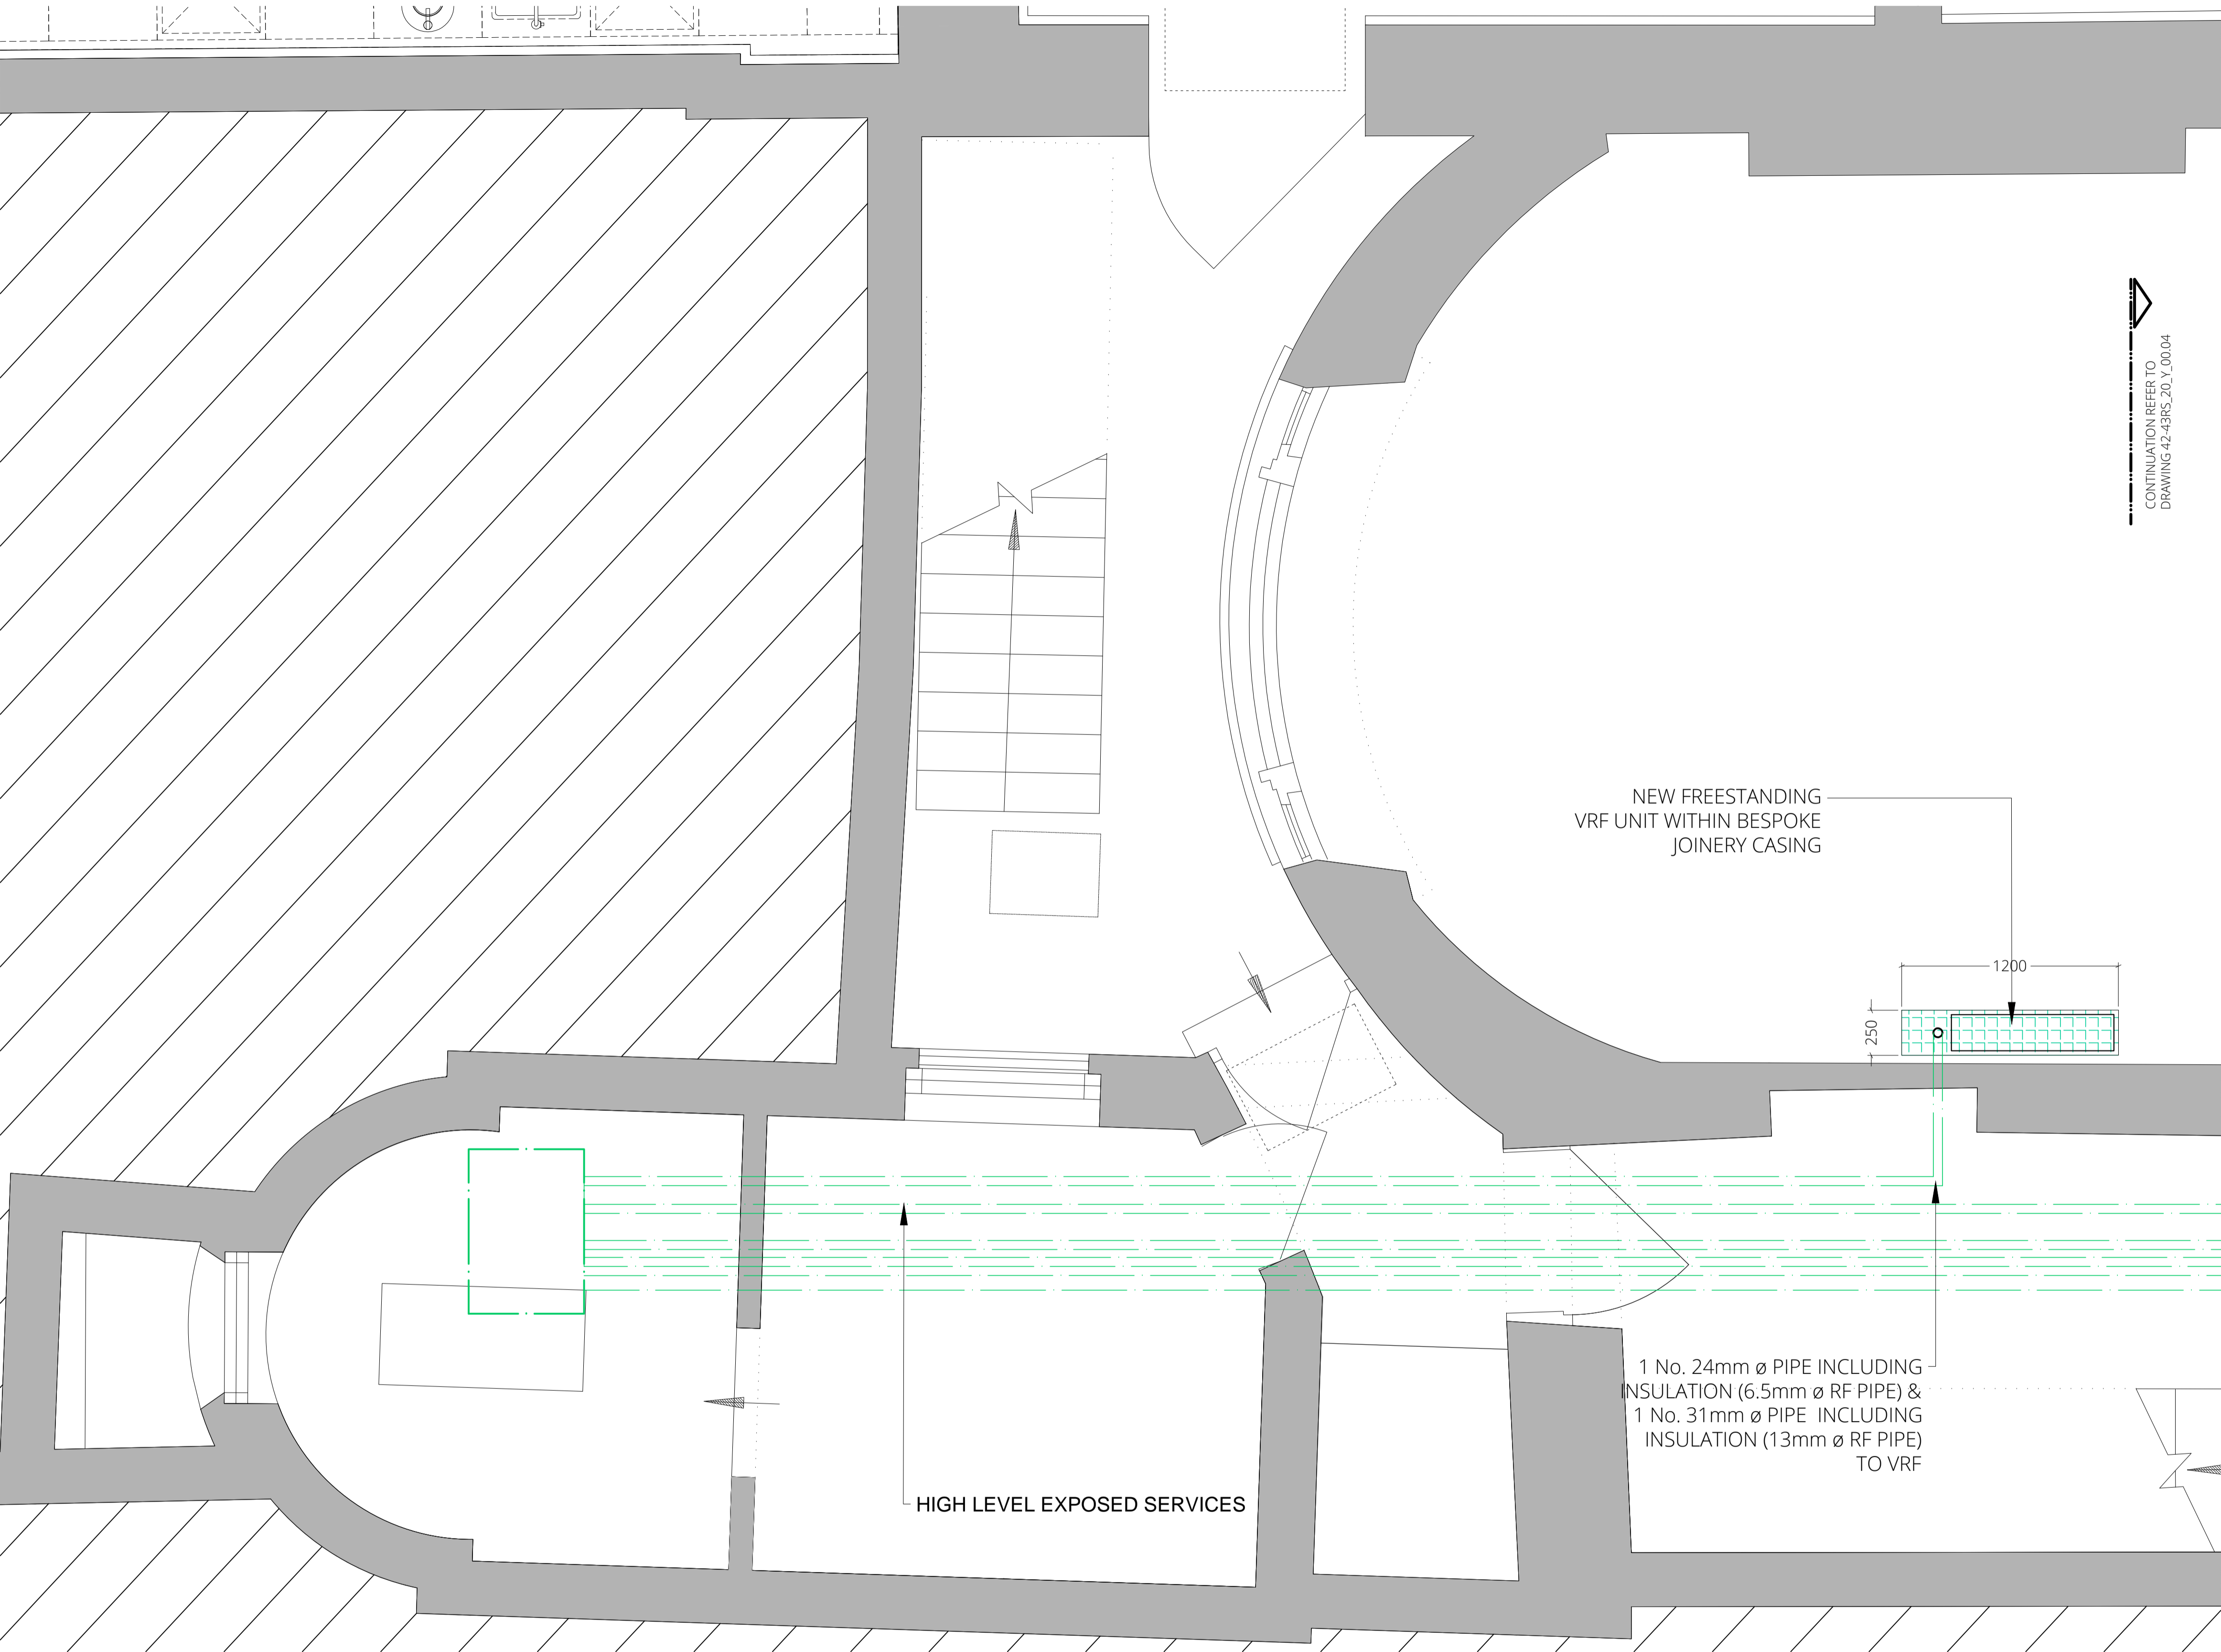 CONTINUATION REFER TO
DRAWING 42-43RS_20_Y_00.04
NEW FREESTANDING
VRF UNIT WITHIN BESPOKE
JOINERY CASING
1200
250
1 No. 24mm ø PIPE INCLUDING
INSULATION (6.5mm ø RF PIPE) &
1 No. 31mm ø PIPE INCLUDING
INSULATION (13mm ø RF PIPE)
TO VRF
HIGH LEVEL EXPOSED SERVICES